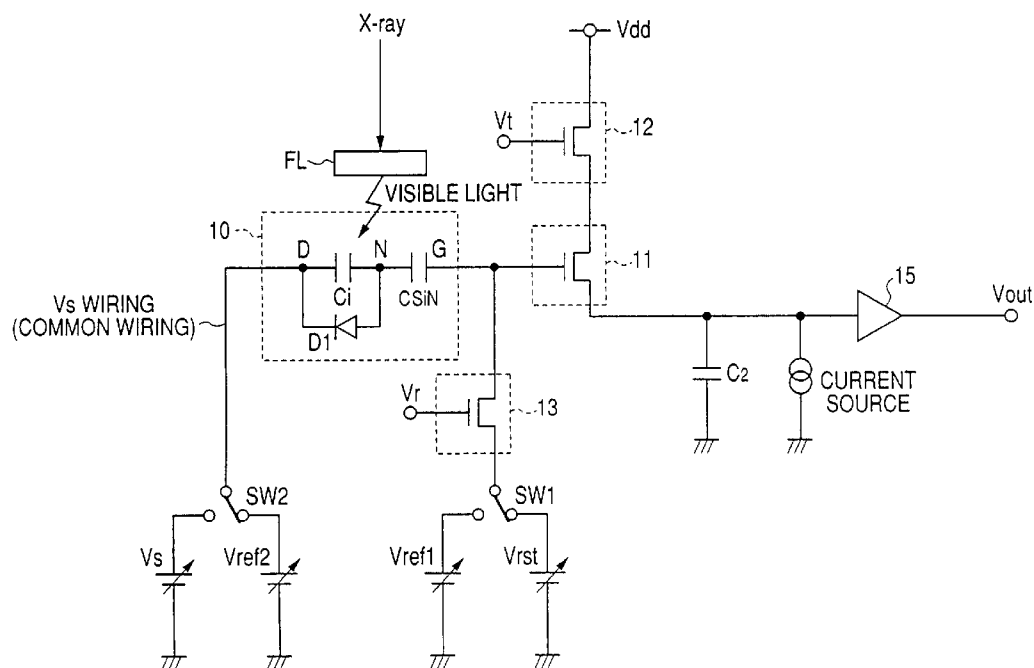 X-ray
Vdd
Vt
12
FL
VISIBLE LIGHT
10
D
N
G
11
Ci
CSiN
D1
Vs WIRING
(COMMON WIRING)
15
Vout
C2
CURRENT
SOURCE
Vr
13
SW2
SW1
Vs
Vref2
Vref1
Vrst